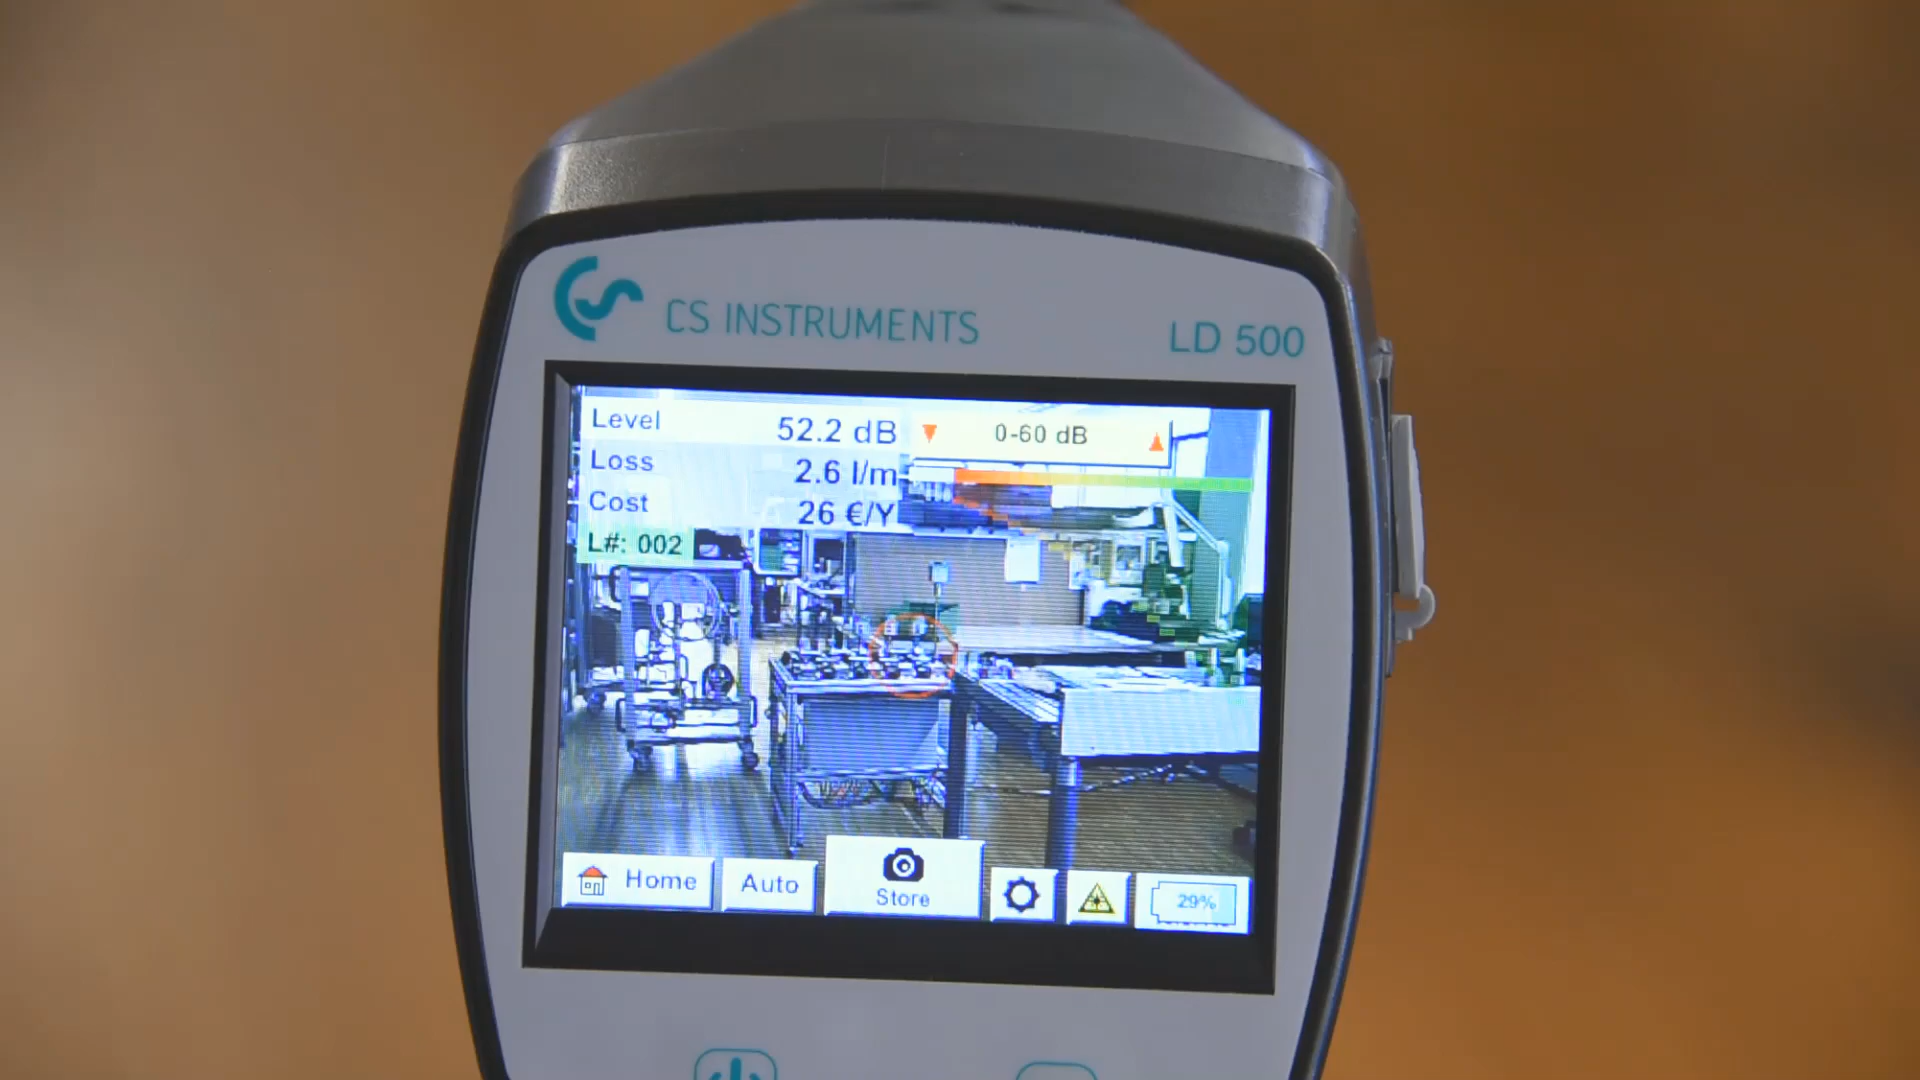 CS INSTRUMENTS
LD 500
Level 52.2 dB
0-60 dB
Loss 2.6 l/m
Cost 26 €/Y
L#: 002
Home
Auto
Store
29%